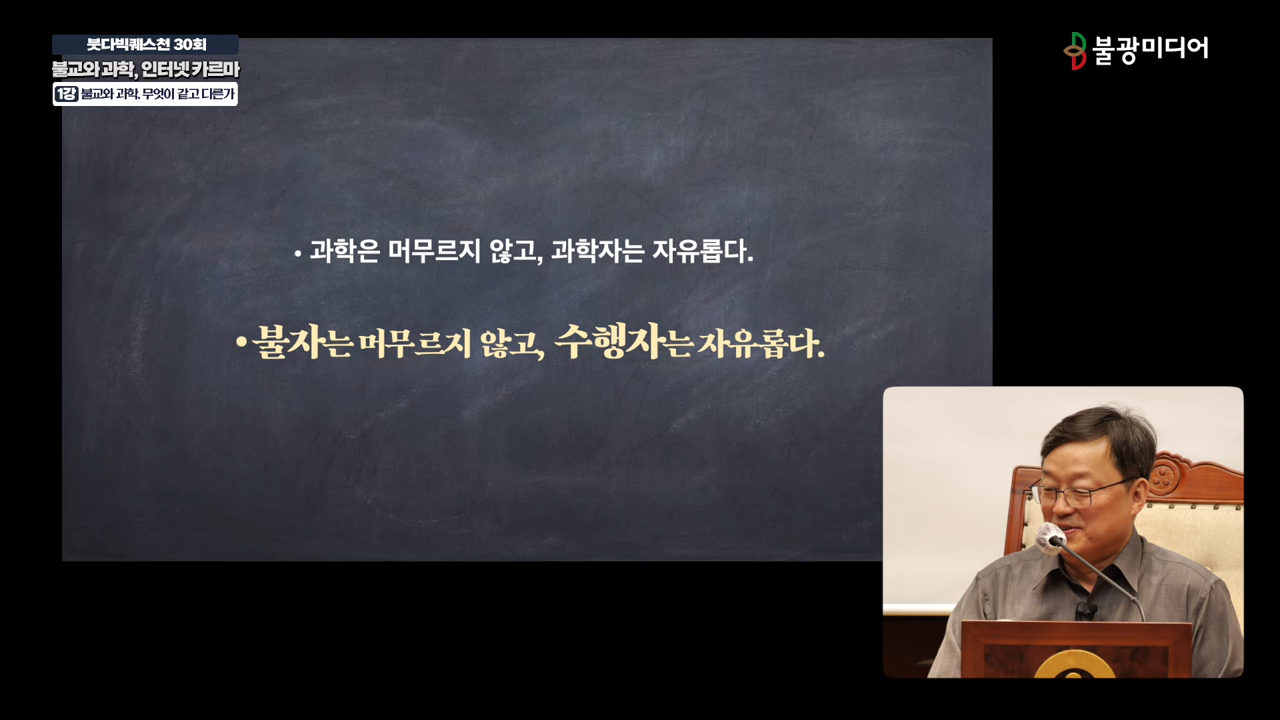 붓다빅퀘스천 30회
불교와 과학, 인터넷 카르마
1강 불교와 과학. 무엇이 같고 다른가
불광미디어
• 과학은 머무르지 않고, 과학자는 자유롭다.
• 불자는 머무르지 않고, 수행자는 자유롭다.